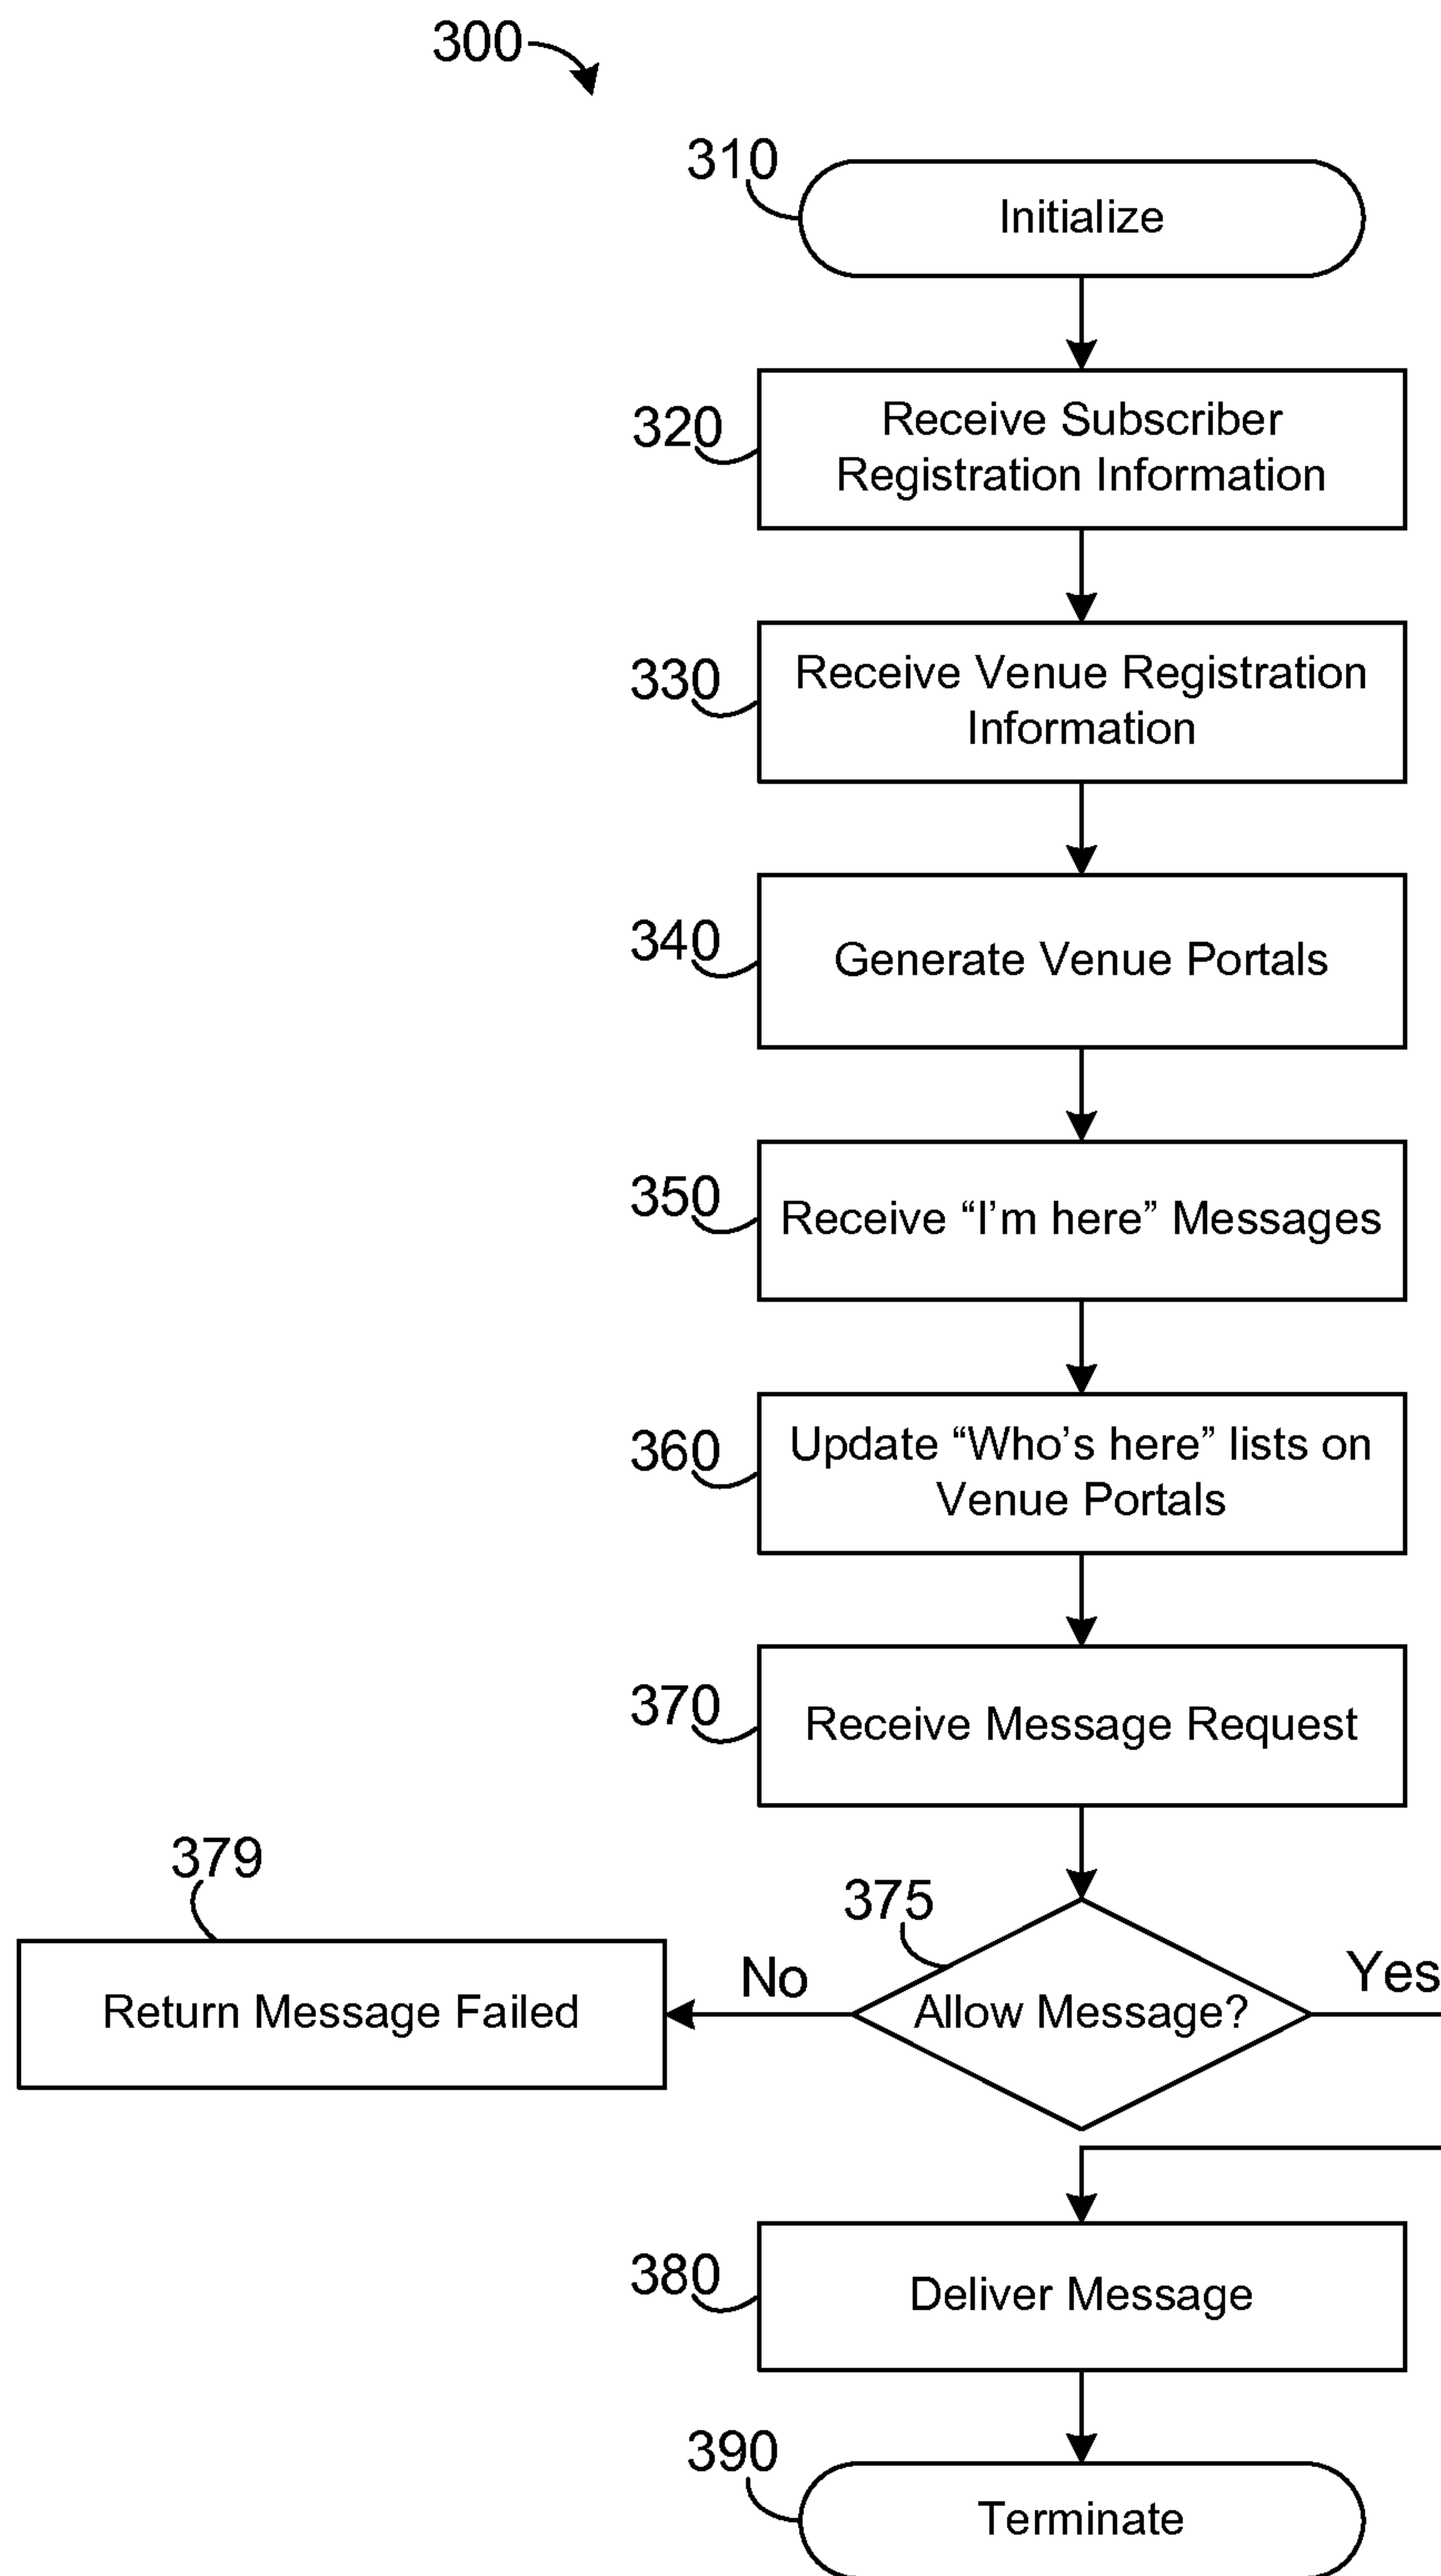 300
310
Initialize
320
Receive Subscriber
Registration Information
330
Receive Venue Registration
Information
340
Generate Venue Portals
350
Receive “I’m here” Messages
360
Update “Who’s here” lists on
Venue Portals
370
Receive Message Request
379
375
No
Yes
Return Message Failed
Allow Message?
380
Deliver Message
390
Terminate